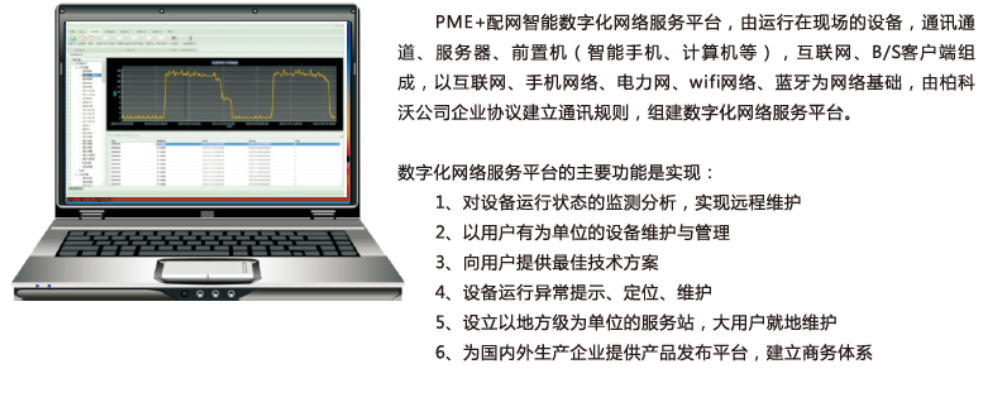 PME+配网智能数字化网络服务平台，由运行在现场的设备，通讯通
道、服务器、前置机（智能手机、计算机等），互联网、B/S客户端组
成，以互联网、手机网络、电力网、wifi网络、蓝牙为网络基础，由柏科
沃公司企业协议建立通讯规则，组建数字化网络服务平台。
数字化网络服务平台的主要功能是实现：
1、对设备运行状态的监测分析，实现远程维护
2、以用户有为单位的设备维护与管理
3、向用户提供最佳技术方案
4、设备运行异常提示、定位、维护
5、设立以地方级为单位的服务站，大用户就地维护
6、为国内外生产企业提供产品发布平台，建立商务体系